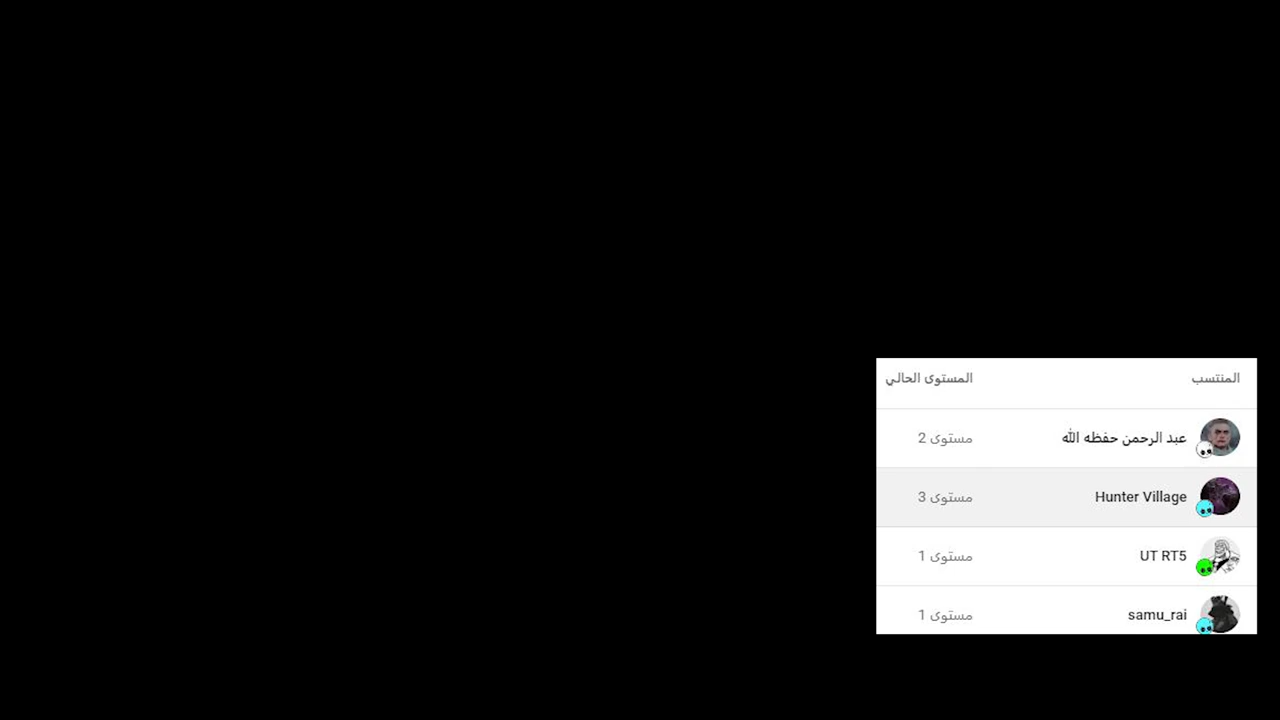 المنتسب المستوى الحالي
عبد الرحمن حفظه الله مستوى 2
Hunter Village مستوى 3
UT RT5 مستوى 1
samu_rai مستوى 1